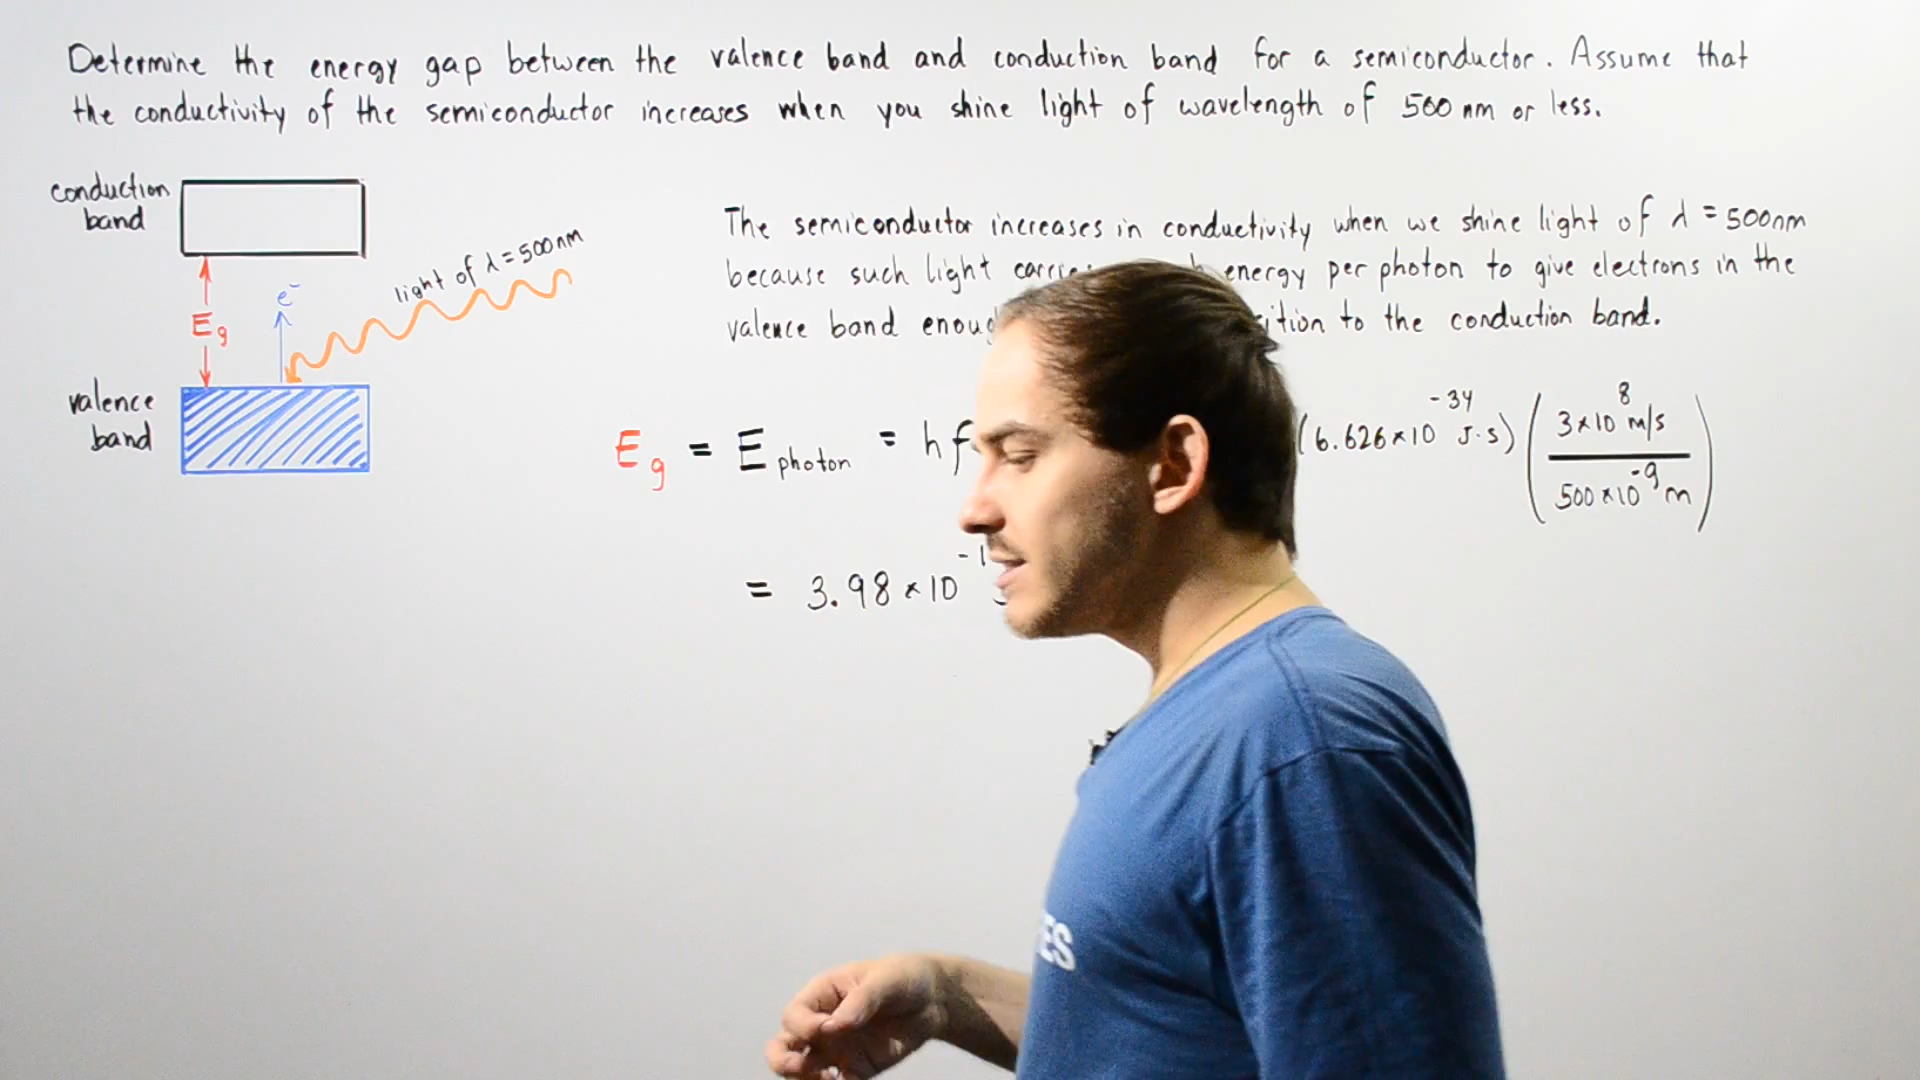 Determine the energy gap between the valence band and conduction band for a semiconductor. Assume that
the conductivity of the semiconductor increases when you shine light of wavelength of 500 nm or less.
conduction
band
light of λ = 500nm
e⁻
Eg
valence
band
The semiconductor increases in conductivity when we shine light of λ = 500nm
because such light energy per photon to give electrons in the
valence band to the conduction band.
Eg = Ephoton = hf (6.626×10⁻³⁴ J·s) (3×10⁸ m/s / 500×10⁻⁹ m)
= 3.98×10
ES